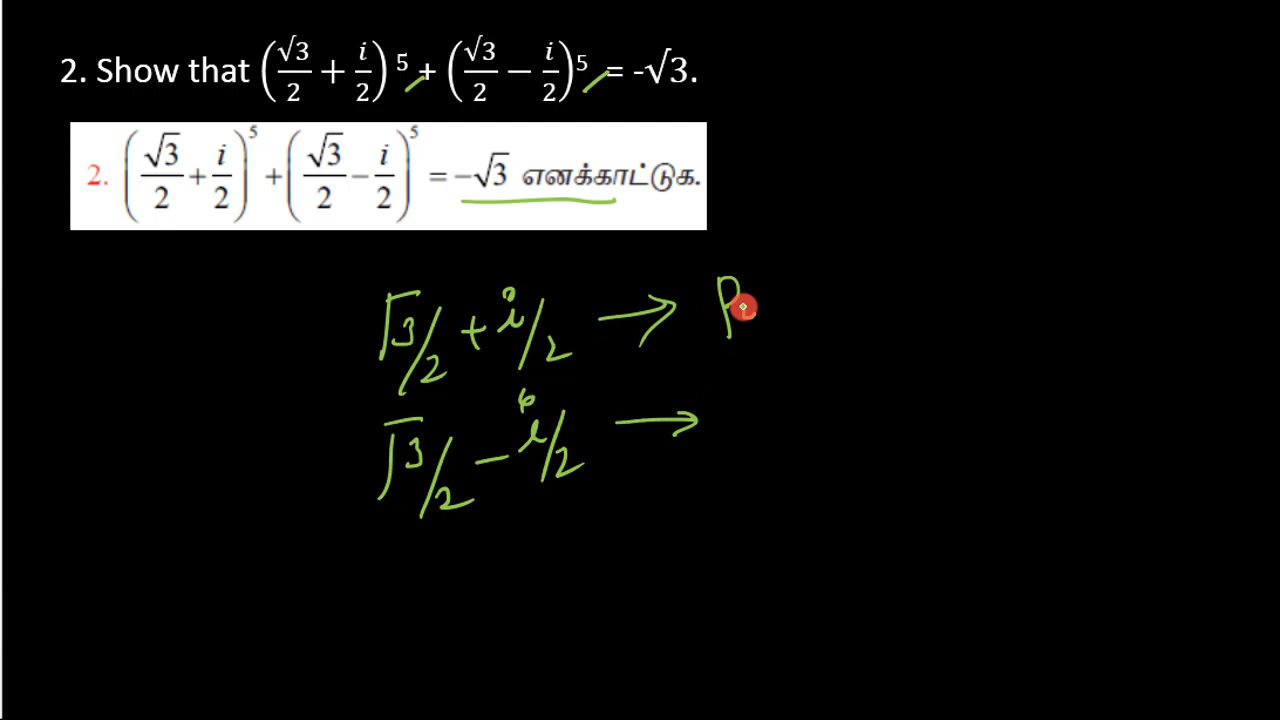 2. Show that (√3/2 + i/2) 5 + (√3/2 − i/2)5 = -√3.
2. (√3/2 + i/2)^5 + (√3/2 − i/2)^5 = −√3 எனக்காட்டுக.
√3/2 + i/2 → P
√3/2 − i/2 →